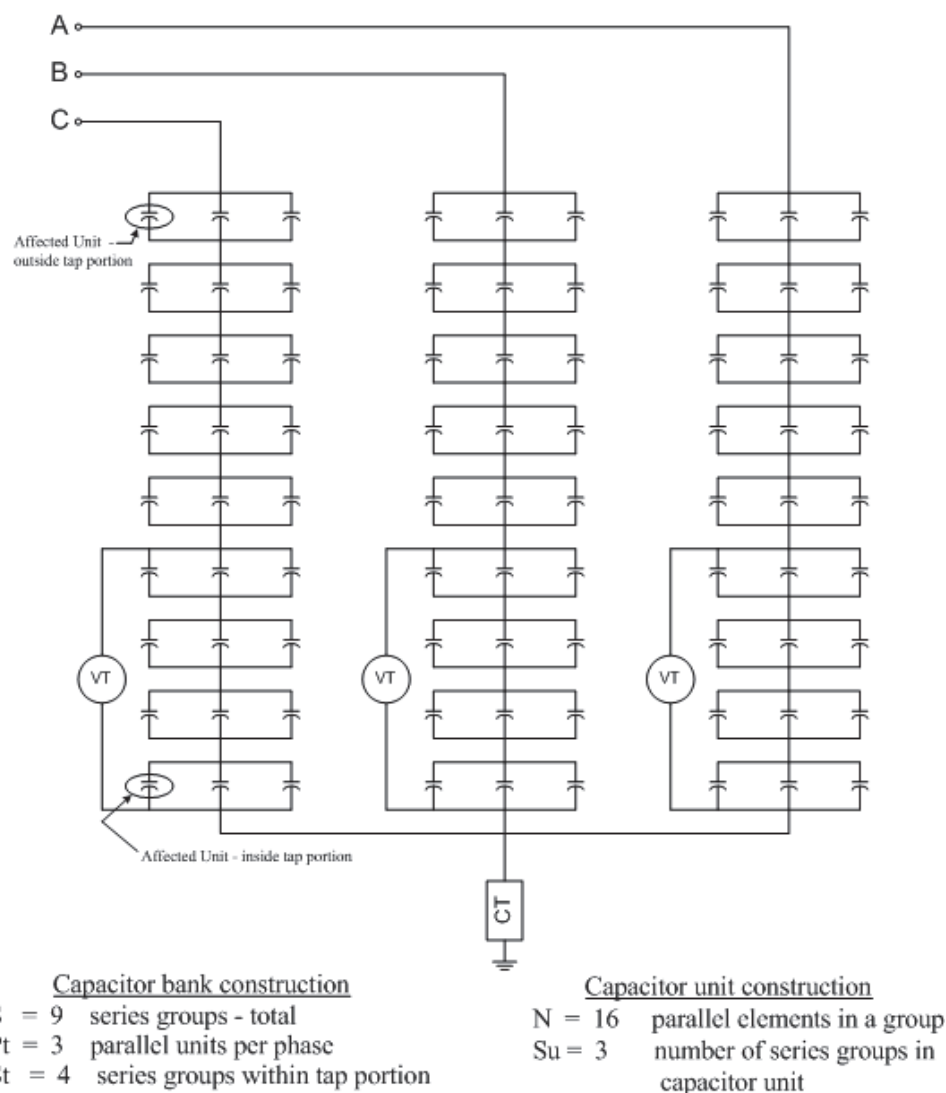 A
B
C
Affected Unit -
outside tap portion
VT
VT
VT
Affected Unit - inside tap portion
CT
Capacitor bank construction
= 9 series groups - total
t = 3 parallel units per phase
t = 4 series groups within tap portion
Capacitor unit construction
N = 16 parallel elements in a group
Su = 3 number of series groups in
capacitor unit